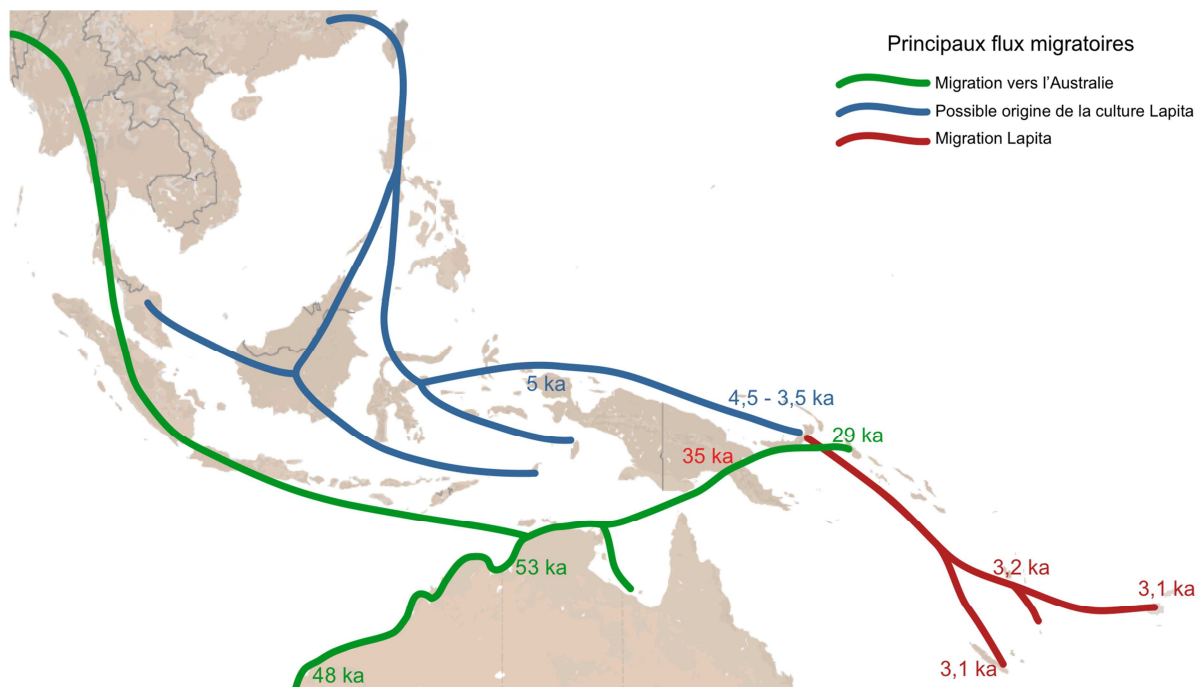 Principaux flux migratoires
Migration vers l'Australie
Possible origine de la culture Lapita
Migration Lapita
5 ka
4,5 - 3,5 ka
29 ka
35 ka
53 ka
3,2 ka
3,1 ka
48 ka
3,1 ka